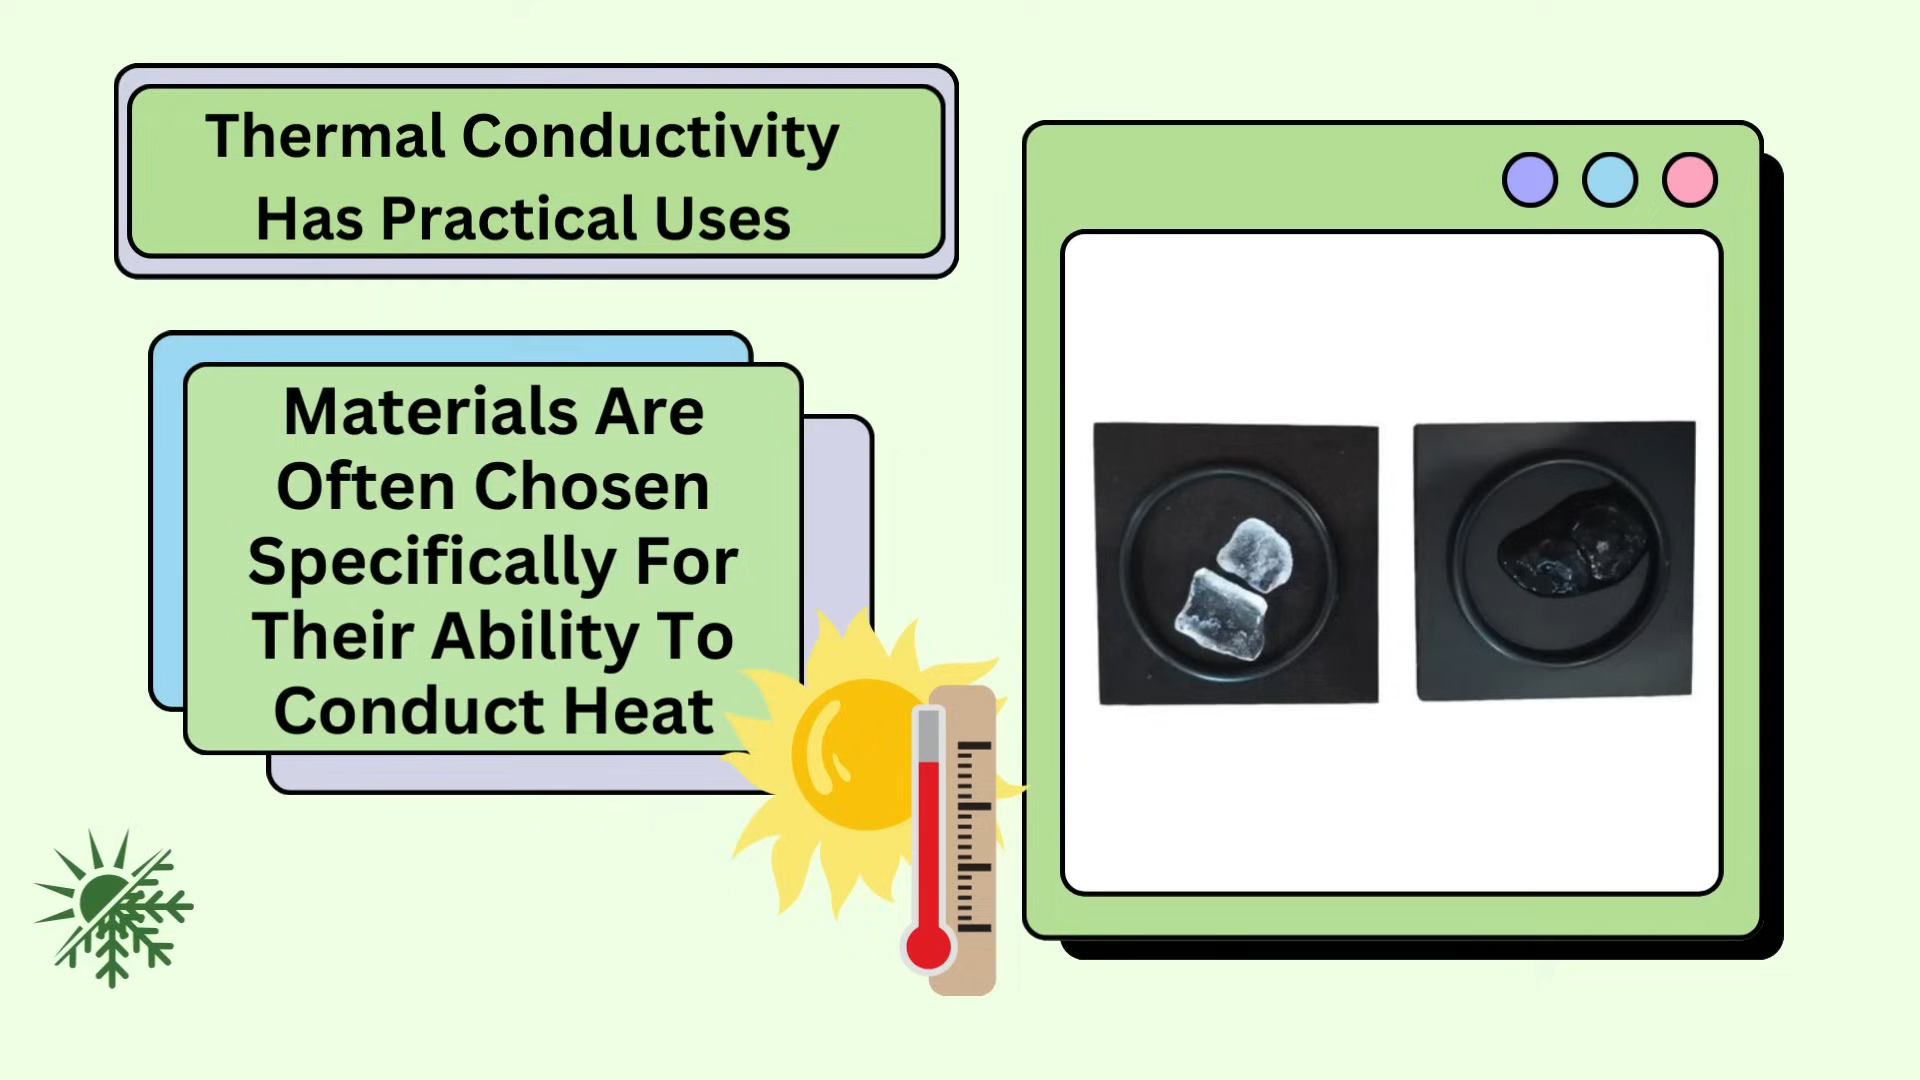 Thermal Conductivity
Has Practical Uses
Materials Are
Often Chosen
Specifically For
Their Ability To
Conduct Heat